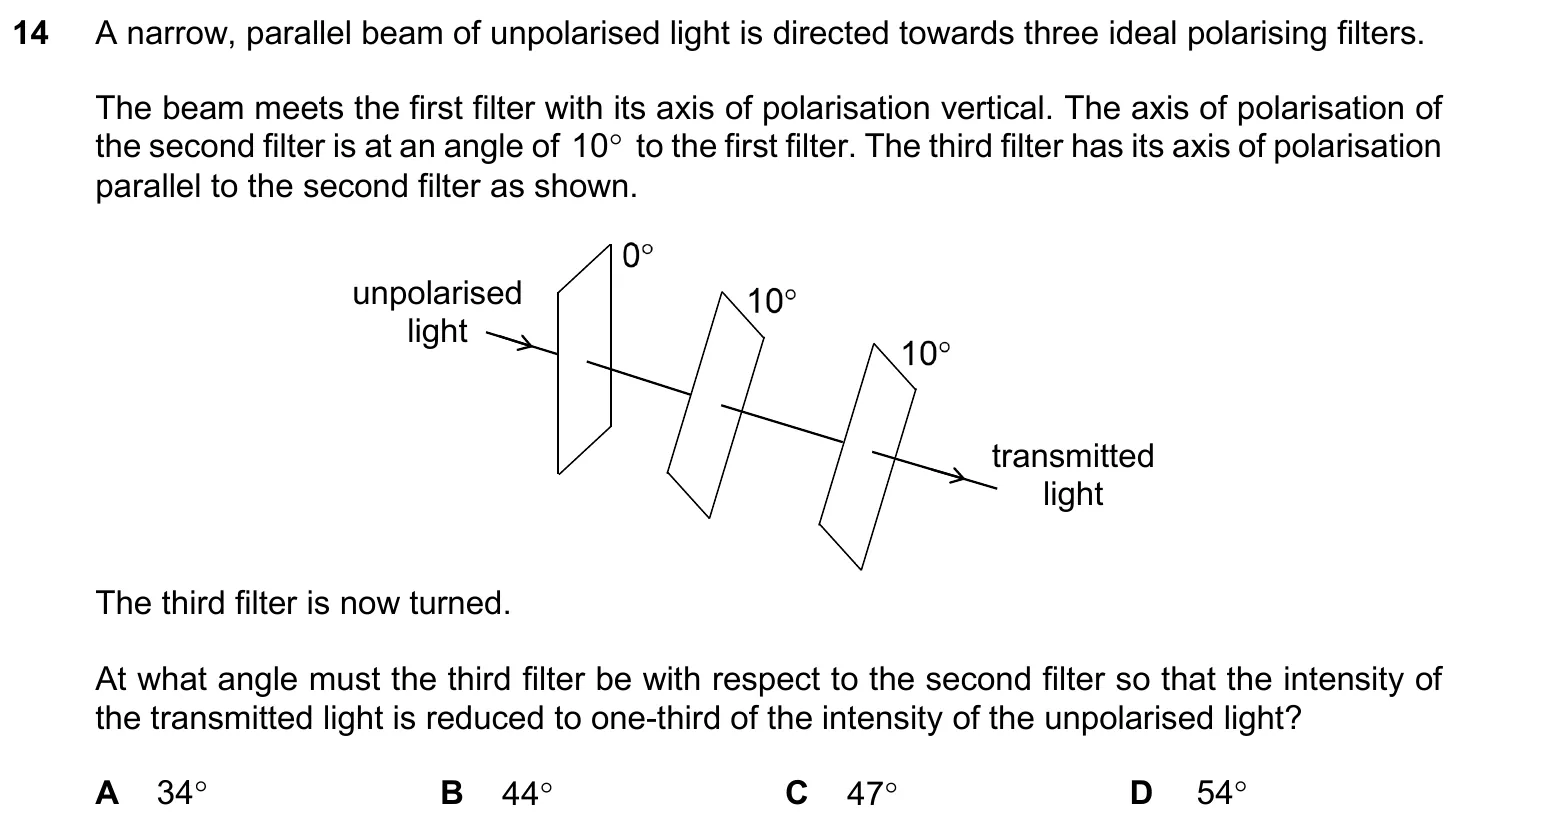 14 A narrow, parallel beam of unpolarised light is directed towards three ideal polarising filters.
The beam meets the first filter with its axis of polarisation vertical. The axis of polarisation of
the second filter is at an angle of 10° to the first filter. The third filter has its axis of polarisation
parallel to the second filter as shown.
0°
unpolarised
light
10°
10°
transmitted
light
The third filter is now turned.
At what angle must the third filter be with respect to the second filter so that the intensity of
the transmitted light is reduced to one-third of the intensity of the unpolarised light?
A 34° B 44° C 47° D 54°